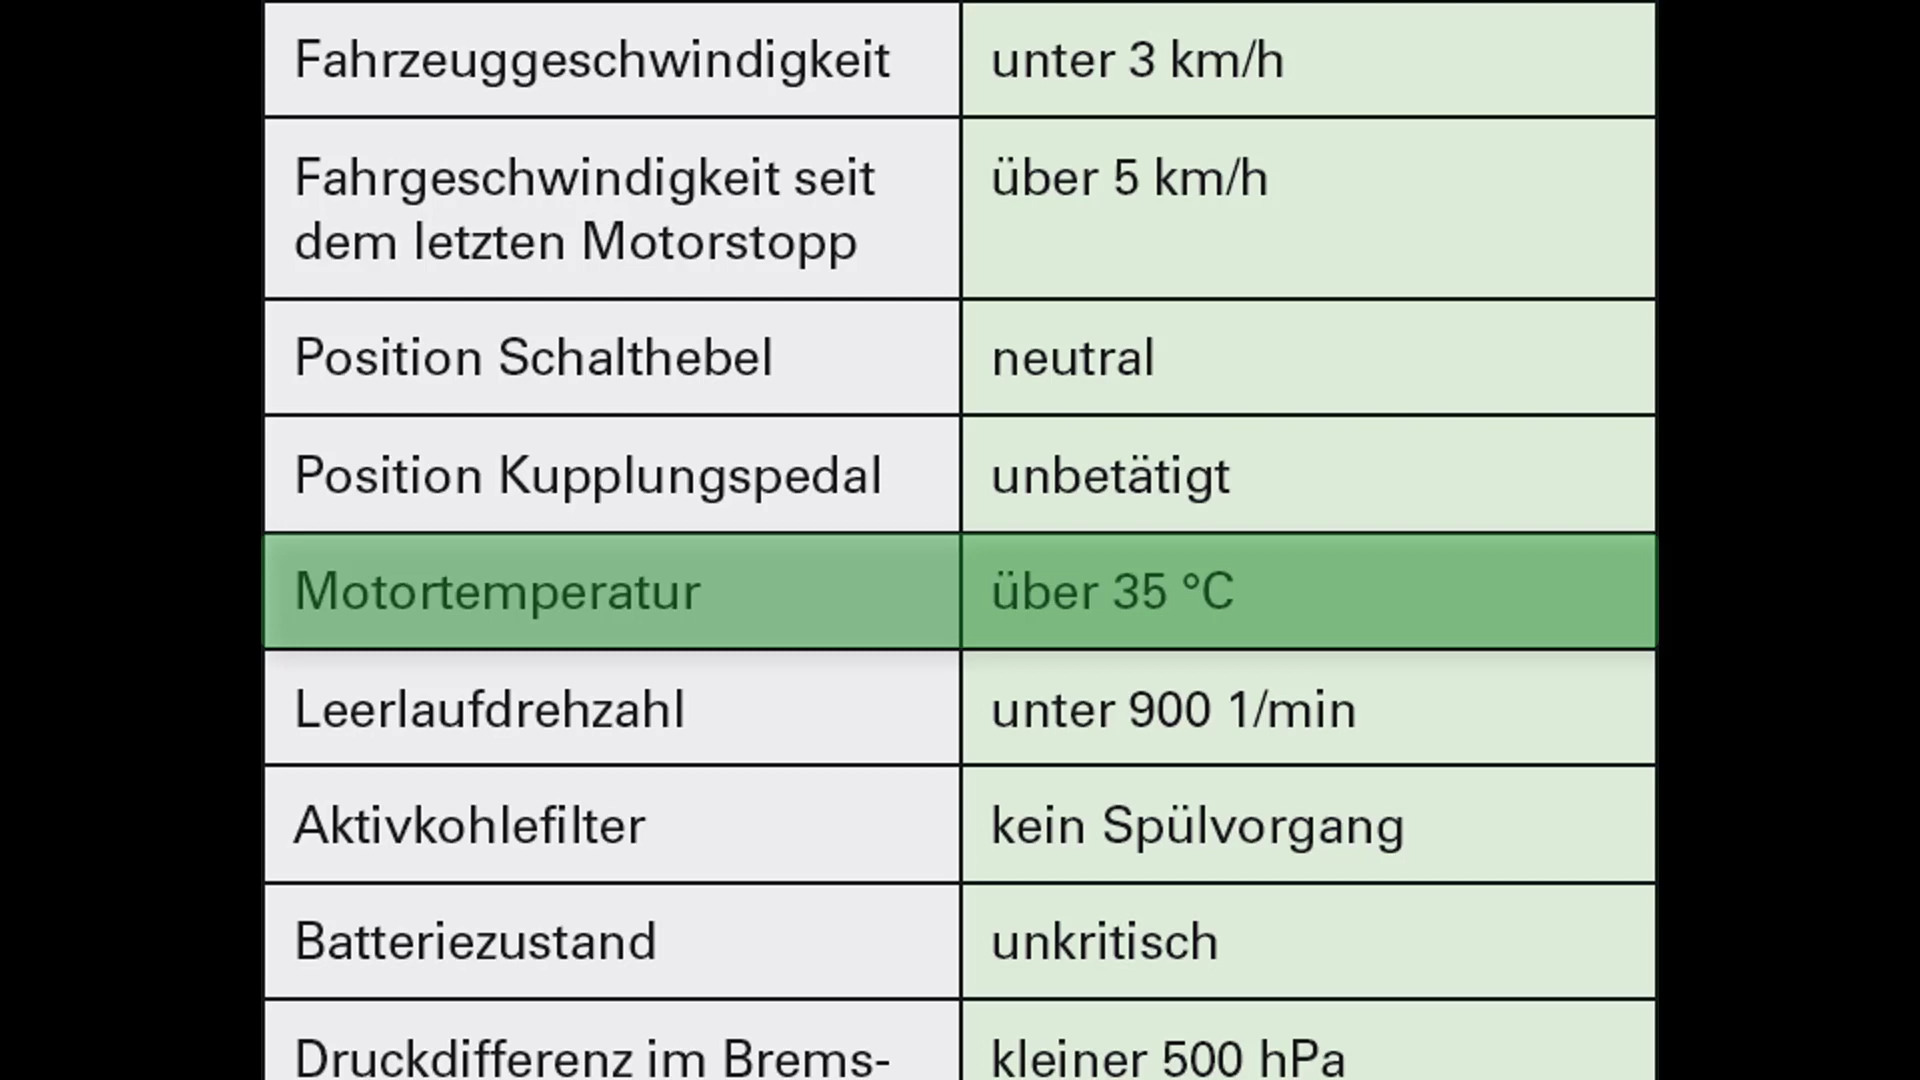 Fahrzeuggeschwindigkeit unter 3 km/h
Fahrgeschwindigkeit seit über 5 km/h
dem letzten Motorstopp
Position Schalthebel neutral
Position Kupplungspedal unbetätigt
Motortemperatur über 35 °C
Leerlaufdrehzahl unter 900 1/min
Aktivkohlefilter kein Spülvorgang
Batteriezustand unkritisch
Druckdifferenz im Brems- kleiner 500 hPa